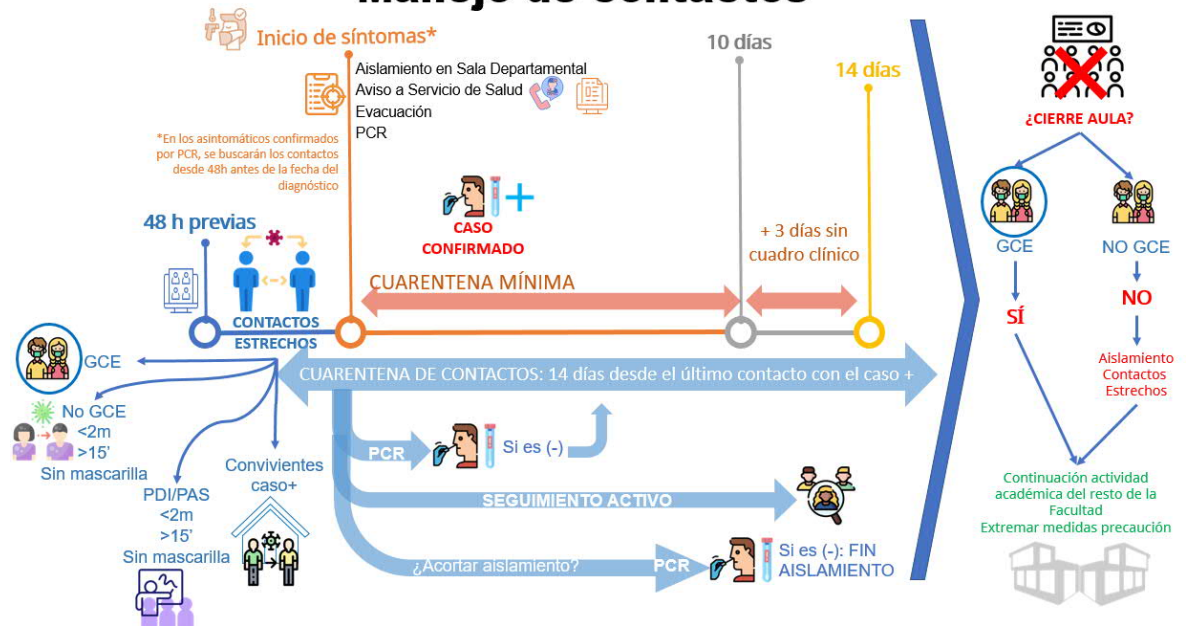 Manejo de Contactos
Inicio de síntomas*
Aislamiento en Sala Departamental
Aviso a Servicio de Salud
Evacuación
PCR
*En los asintomáticos confirmados
por PCR, se buscarán los contactos
desde 48h antes de la fecha del
diagnóstico
48 h previas
CONTACTOS
ESTRECHOS
CASO
CONFIRMADO
CUARENTENA MÍNIMA
10 días
14 días
+ 3 días sin
cuadro clínico
CUARENTENA DE CONTACTOS: 14 días desde el último contacto con el caso +
GCE
No GCE
<2m
>15'
Sin mascarilla
PDI/PAS
<2m
>15'
Sin mascarilla
Convivientes
caso+
PCR
Si es (-)
SEGUIMIENTO ACTIVO
¿Acortar aislamiento?
PCR
Si es (-): FIN
AISLAMIENTO
¿CIERRE AULA?
GCE
NO GCE
SÍ
NO
Aislamiento
Contactos
Estrechos
Continuación actividad
académica del resto de la
Facultad
Extremar medidas precaución